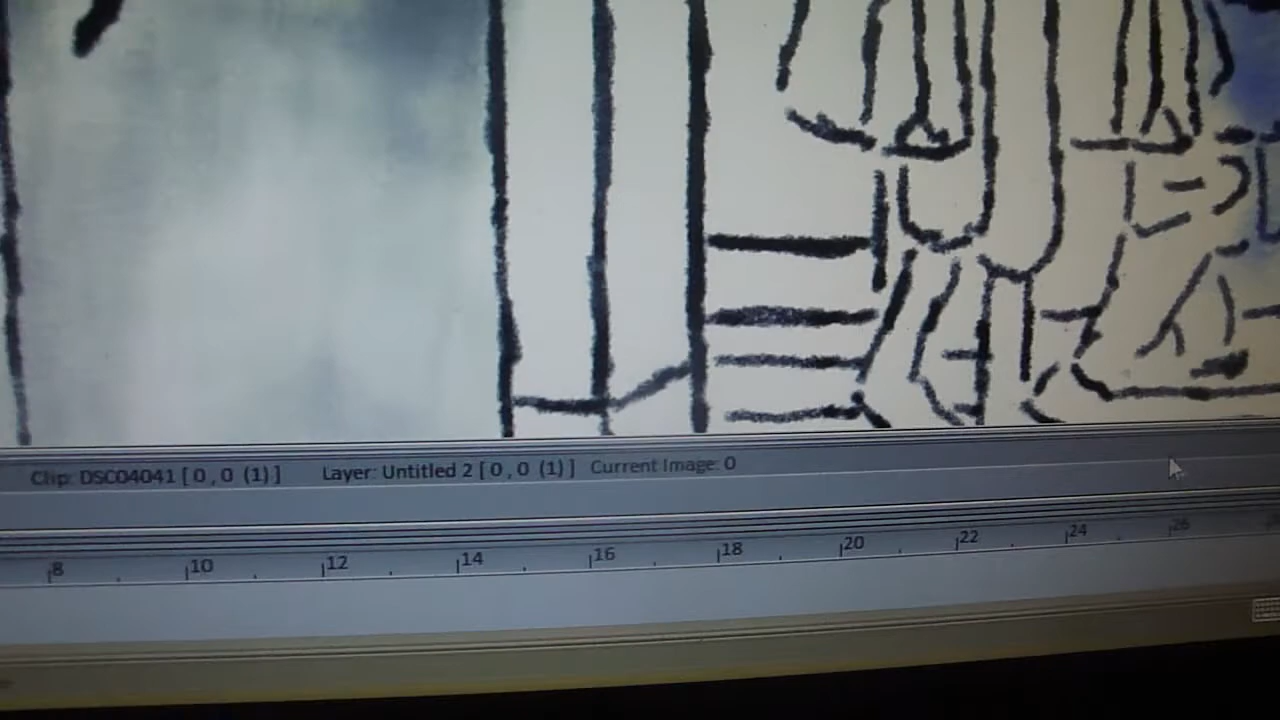 Clip: DSC04041 [ 0 , 0 (1) ] Layer: Untitled 2 [ 0 , 0 (1) ] Current Image: 0
8 10 12 14 16 18 20 22 24 26